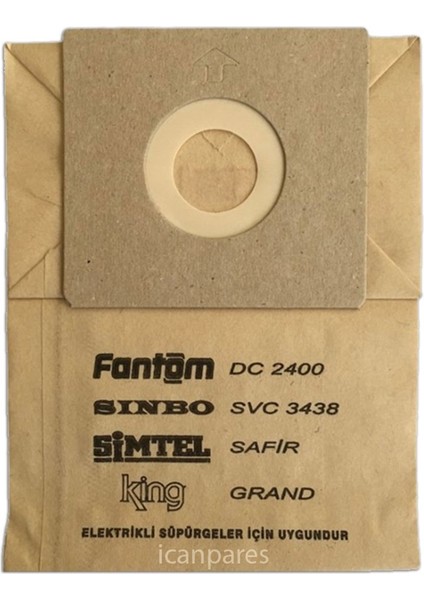 Fantom DC 2400
SINBO SVC 3438
SİMTEL SAFİR
King GRAND
ELEKTRİKLİ SÜPÜRGELER İÇİN UYGUNDUR
icanpares